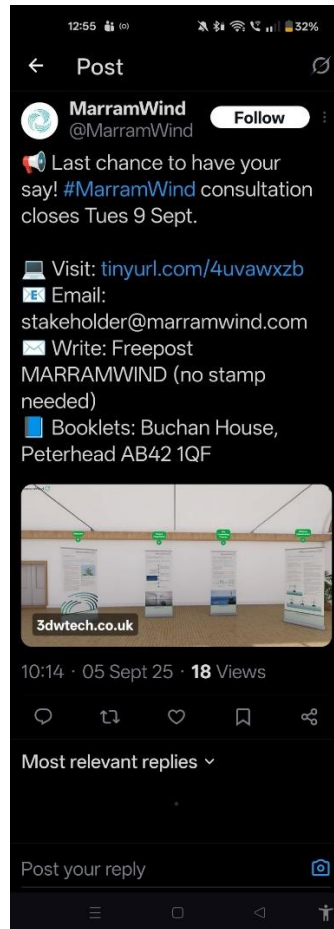 12:55
32%
Post
MarramWind
@MarramWind
Follow
📢 Last chance to have your
say! #MarramWind consultation
closes Tues 9 Sept.
💻 Visit: tinyurl.com/4uvawxzb
📧 Email:
stakeholder@marramwind.com
✉️ Write: Freepost
MARRAMWIND (no stamp
needed)
📘 Booklets: Buchan House,
Peterhead AB42 1QF
3dwtech.co.uk
10:14 · 05 Sept 25 · 18 Views
Most relevant replies
Post your reply